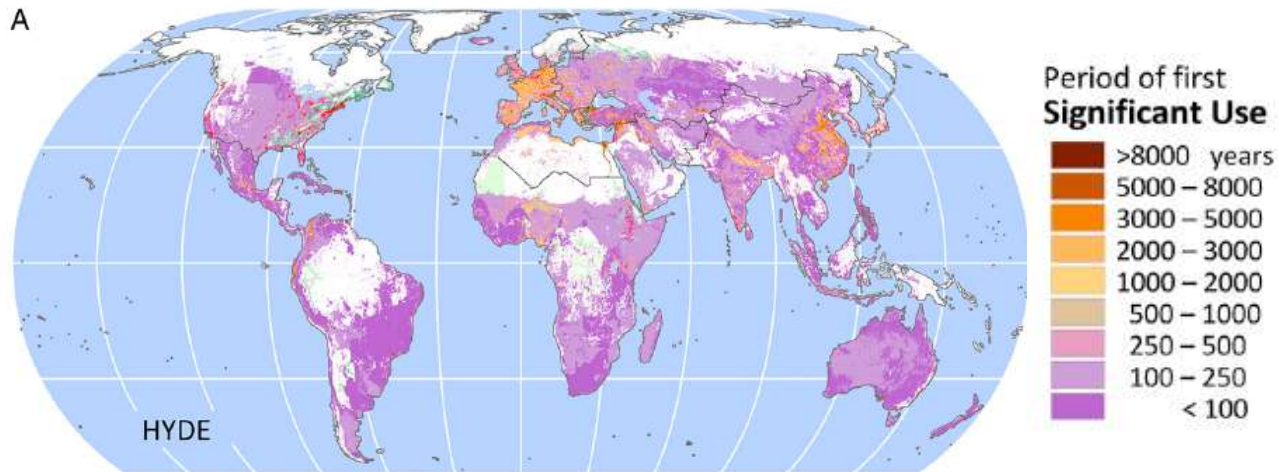 A
Period of first
Significant Use
>8000 years
5000 – 8000
3000 – 5000
2000 – 3000
1000 – 2000
500 – 1000
250 – 500
100 – 250
< 100
HYDE